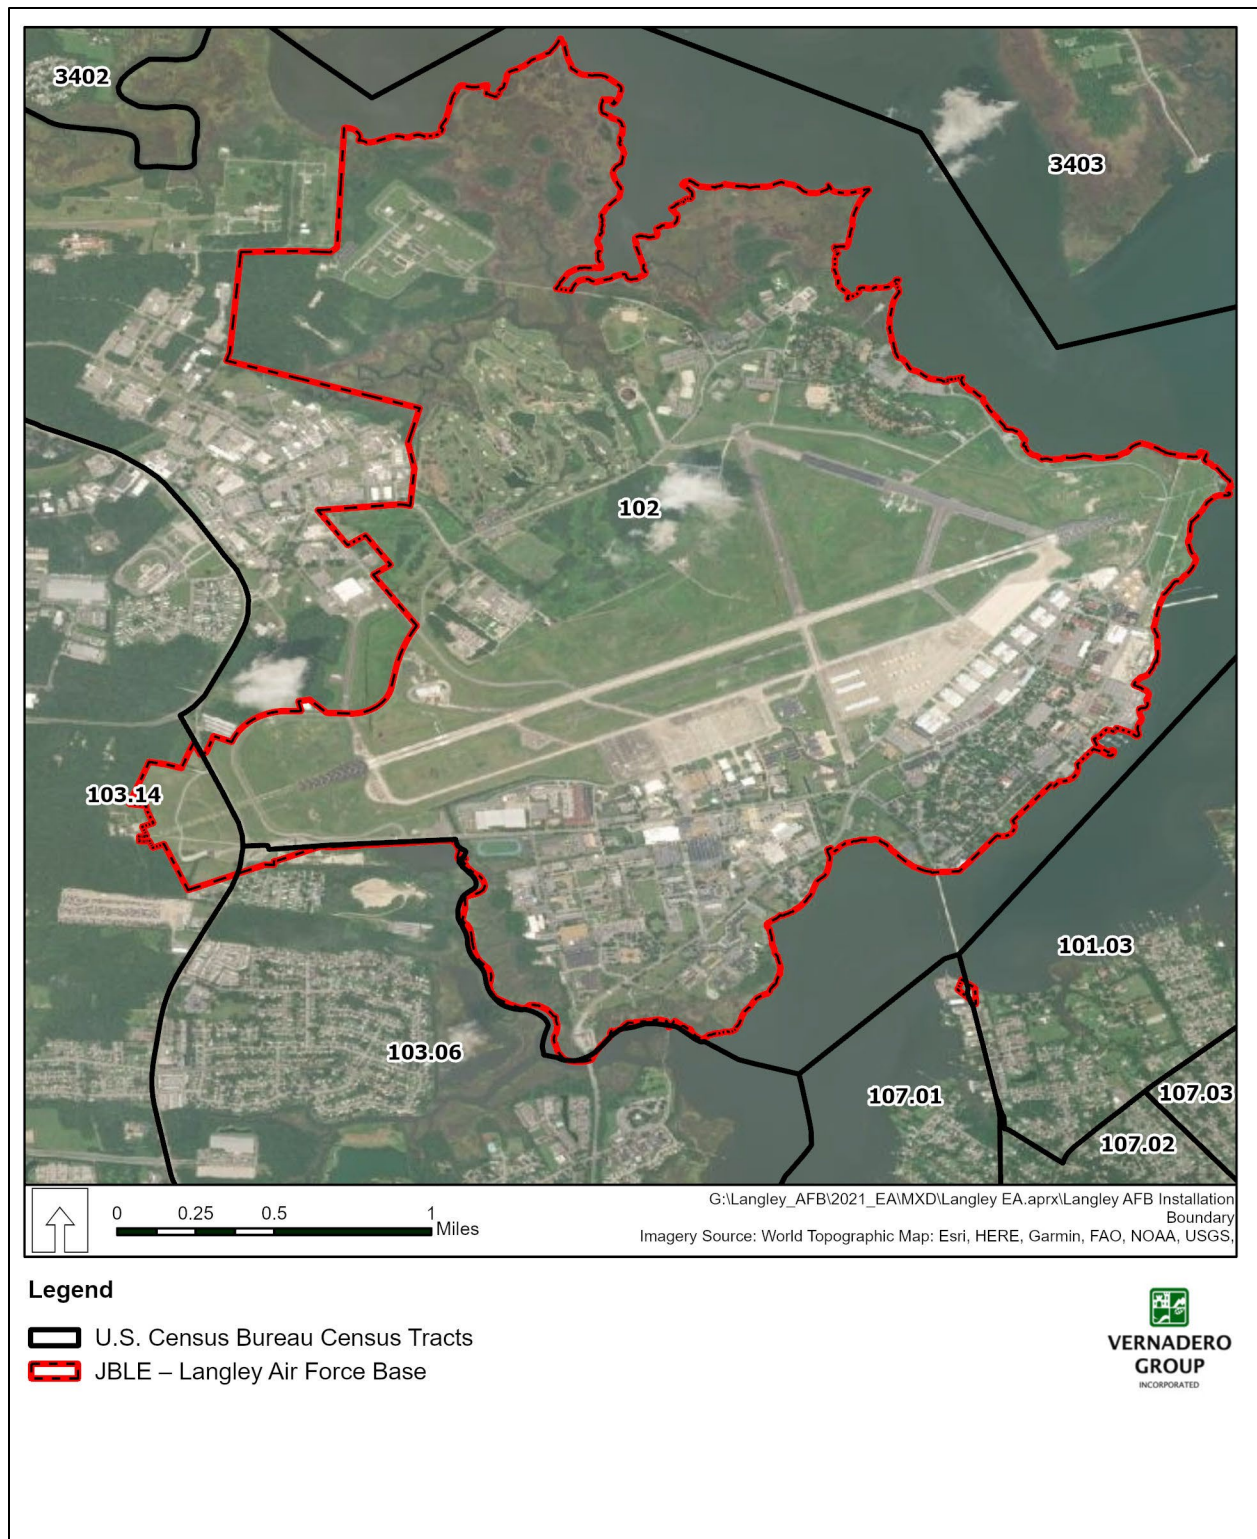 3402
3403
102
103.14
101.03
103.06
107.01
107.03
107.02
0 0.25 0.5 1
Miles
G:\Langley_AFB\2021_EA\MXD\Langley EA.aprx\Langley AFB Installation
Boundary
Imagery Source: World Topographic Map: Esri, HERE, Garmin, FAO, NOAA, USGS,
Legend
U.S. Census Bureau Census Tracts
JBLE – Langley Air Force Base
VERNADERO
GROUP
INCORPORATED